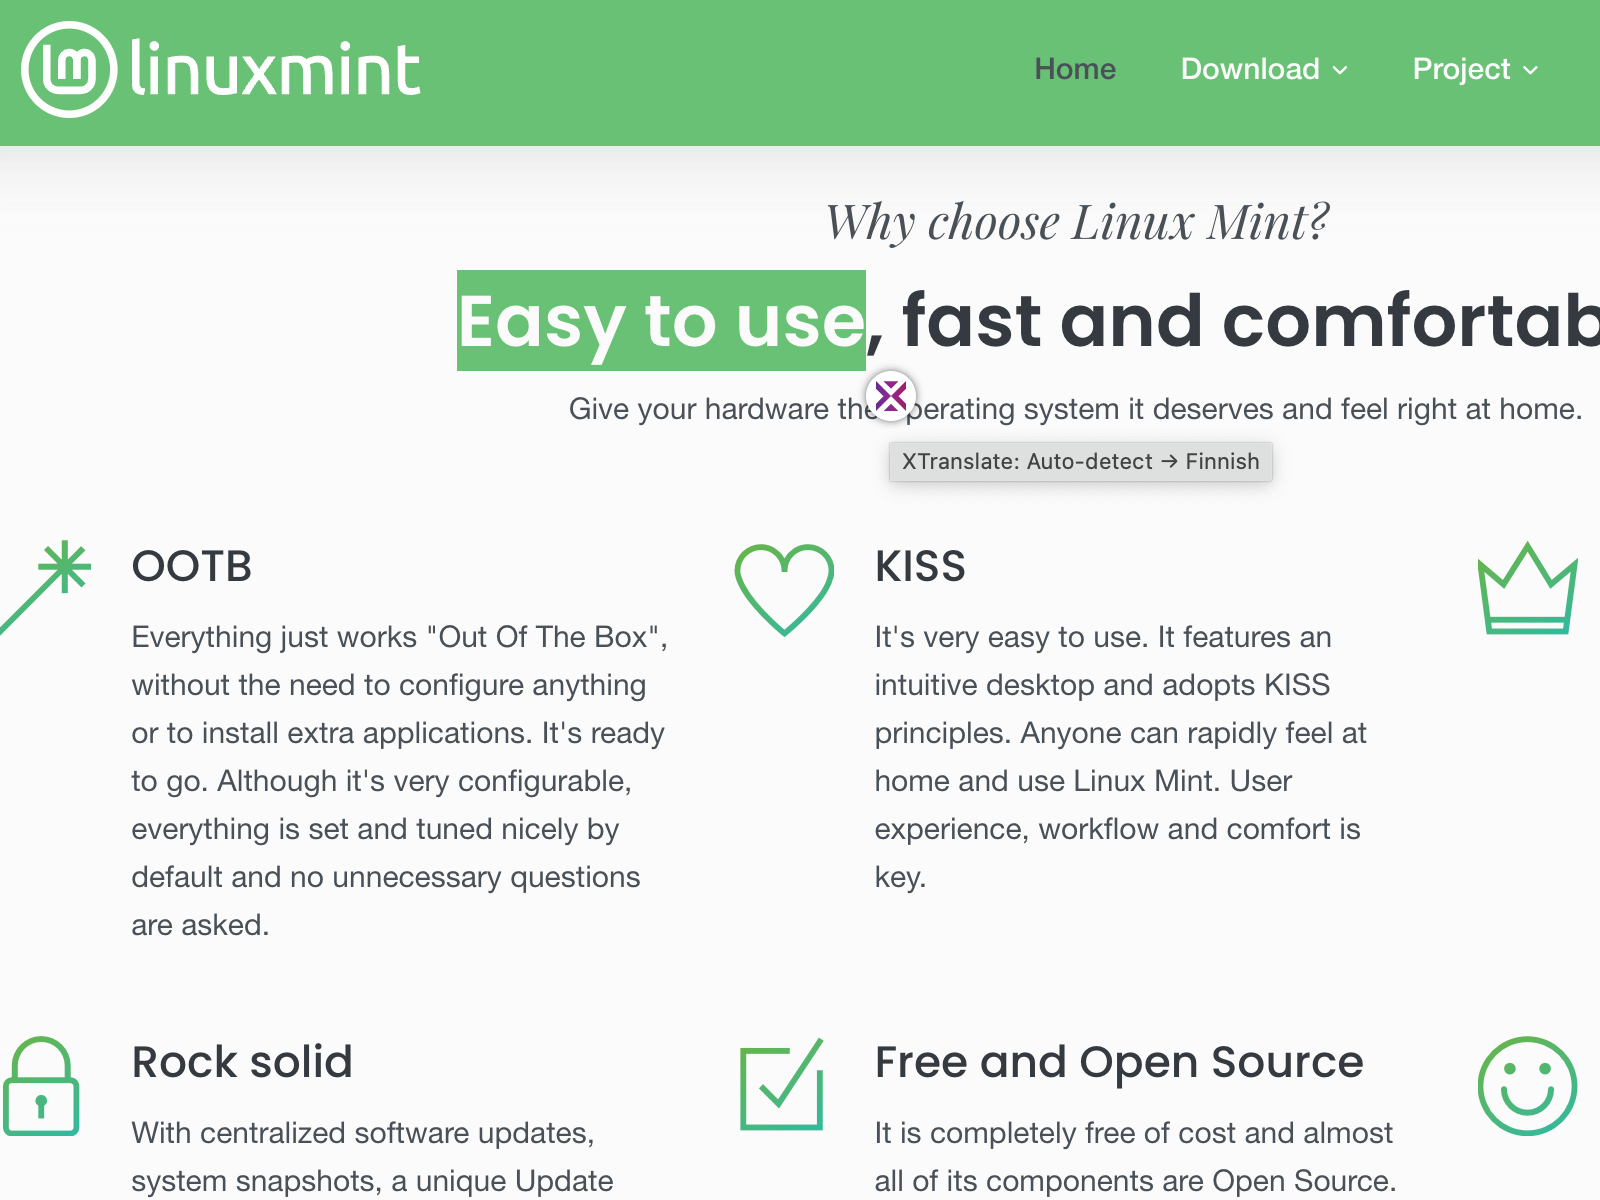 linuxmint
Home Download Project
Why choose Linux Mint?
Easy to use, fast and comfortab
Give your hardware the perating system it deserves and feel right at home.
XTranslate: Auto-detect → Finnish
OOTB
Everything just works "Out Of The Box",
without the need to configure anything
or to install extra applications. It's ready
to go. Although it's very configurable,
everything is set and tuned nicely by
default and no unnecessary questions
are asked.
KISS
It's very easy to use. It features an
intuitive desktop and adopts KISS
principles. Anyone can rapidly feel at
home and use Linux Mint. User
experience, workflow and comfort is
key.
Rock solid
With centralized software updates,
system snapshots, a unique Update
Free and Open Source
It is completely free of cost and almost
all of its components are Open Source.